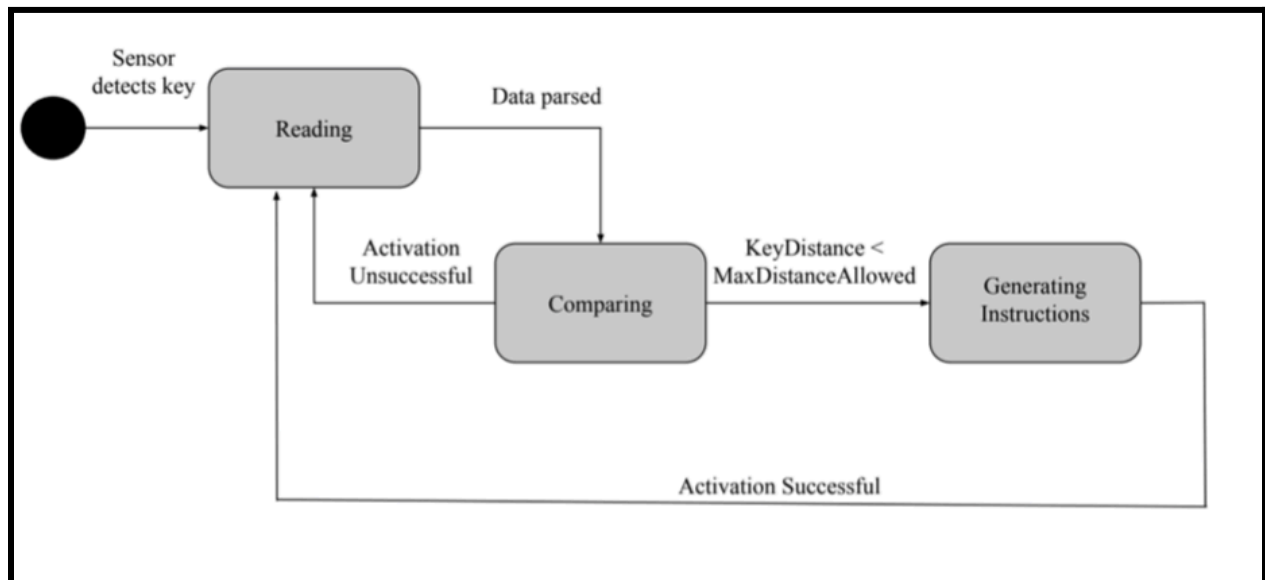 Sensor
detects key
Reading
Data parsed
Activation
Unsuccessful
Comparing
KeyDistance <
MaxDistanceAllowed
Generating
Instructions
Activation Successful